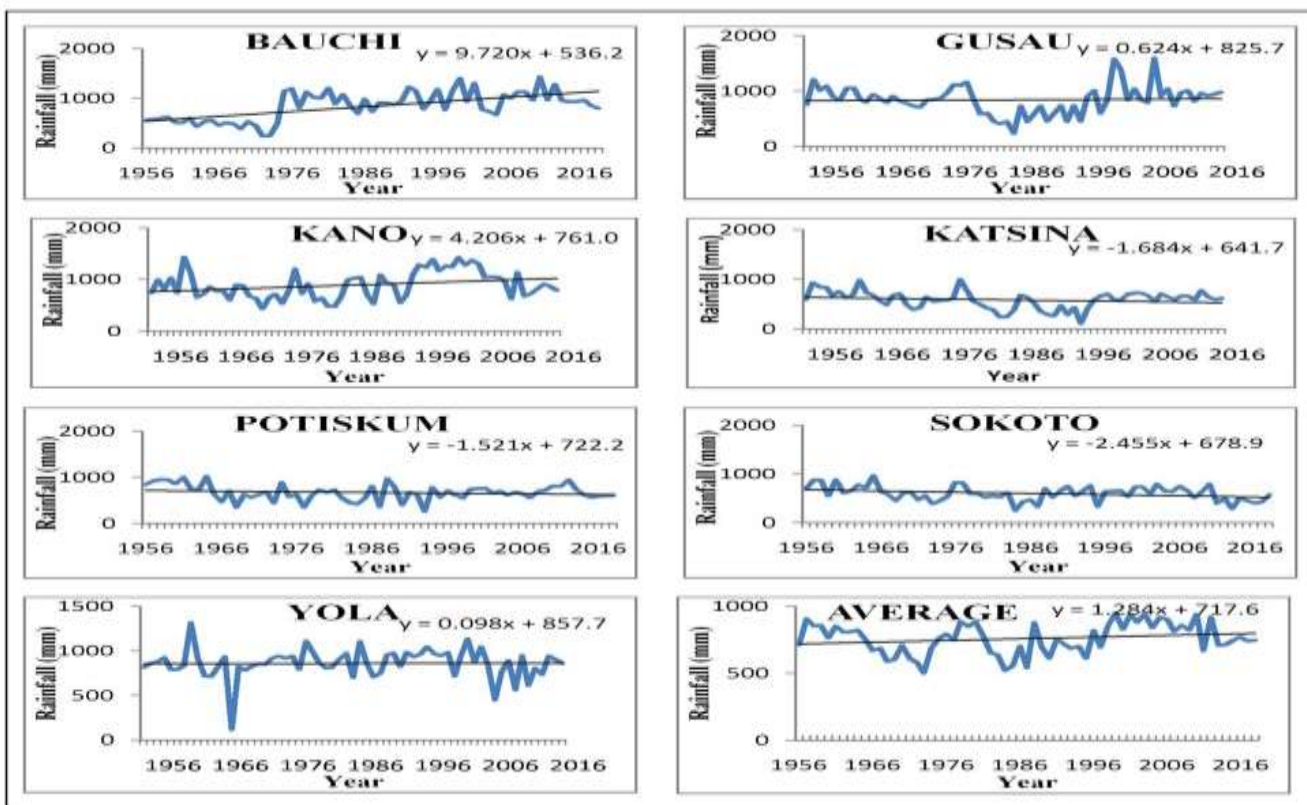 BAUCHI
y = 9.720x + 536.2
Rainfall (mm)
2000
1000
0
1956 1966 1976 1986 1996 2006 2016
Year
GUSAU
y = 0.624x + 825.7
Rainfall (mm)
2000
1000
0
1956 1966 1976 1986 1996 2006 2016
Year
KANO
y = 4.206x + 761.0
Rainfall (mm)
2000
1000
0
1956 1966 1976 1986 1996 2006 2016
Year
KATSINA
y = -1.684x + 641.7
Rainfall (mm)
2000
1000
0
1956 1966 1976 1986 1996 2006 2016
Year
POTISKUM
y = -1.521x + 722.2
Rainfall (mm)
2000
1000
0
1956 1966 1976 1986 1996 2006 2016
Year
SOKOTO
y = -2.455x + 678.9
Rainfall (mm)
2000
1000
0
1956 1966 1976 1986 1996 2006 2016
Year
YOLA
y = 0.098x + 857.7
Rainfall (mm)
1500
1000
500
0
1956 1966 1976 1986 1996 2006 2016
Year
AVERAGE
y = 1.284x + 717.6
Rainfall (mm)
1000
500
0
1956 1966 1976 1986 1996 2006 2016
Year